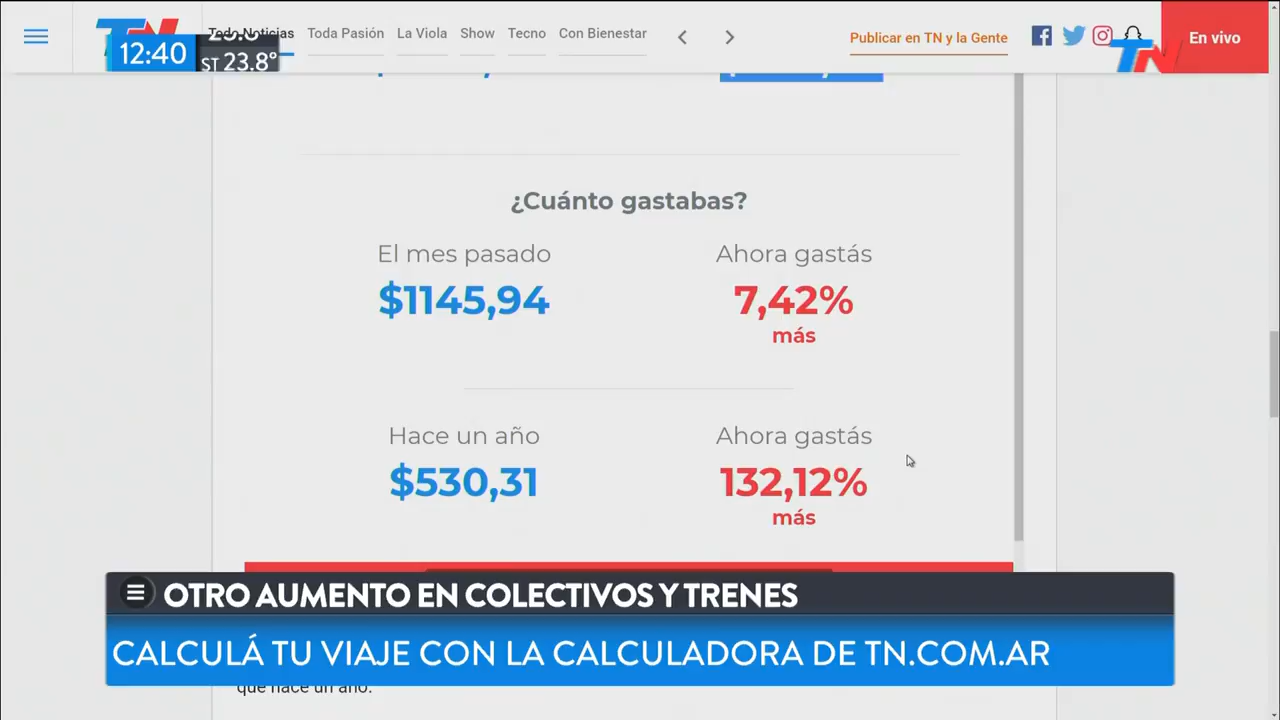 TN
Todo Noticias
Toda Pasión
La Viola
Show
Tecno
Con Bienestar
Publicar en TN y la Gente
En vivo
12:40
ST 23.8°
TN
¿Cuánto gastabas?
El mes pasado
Ahora gastás
$1145,94
7,42%
más
Hace un año
Ahora gastás
$530,31
132,12%
más
OTRO AUMENTO EN COLECTIVOS Y TRENES
CALCULÁ TU VIAJE CON LA CALCULADORA DE TN.COM.AR
que hace un año.